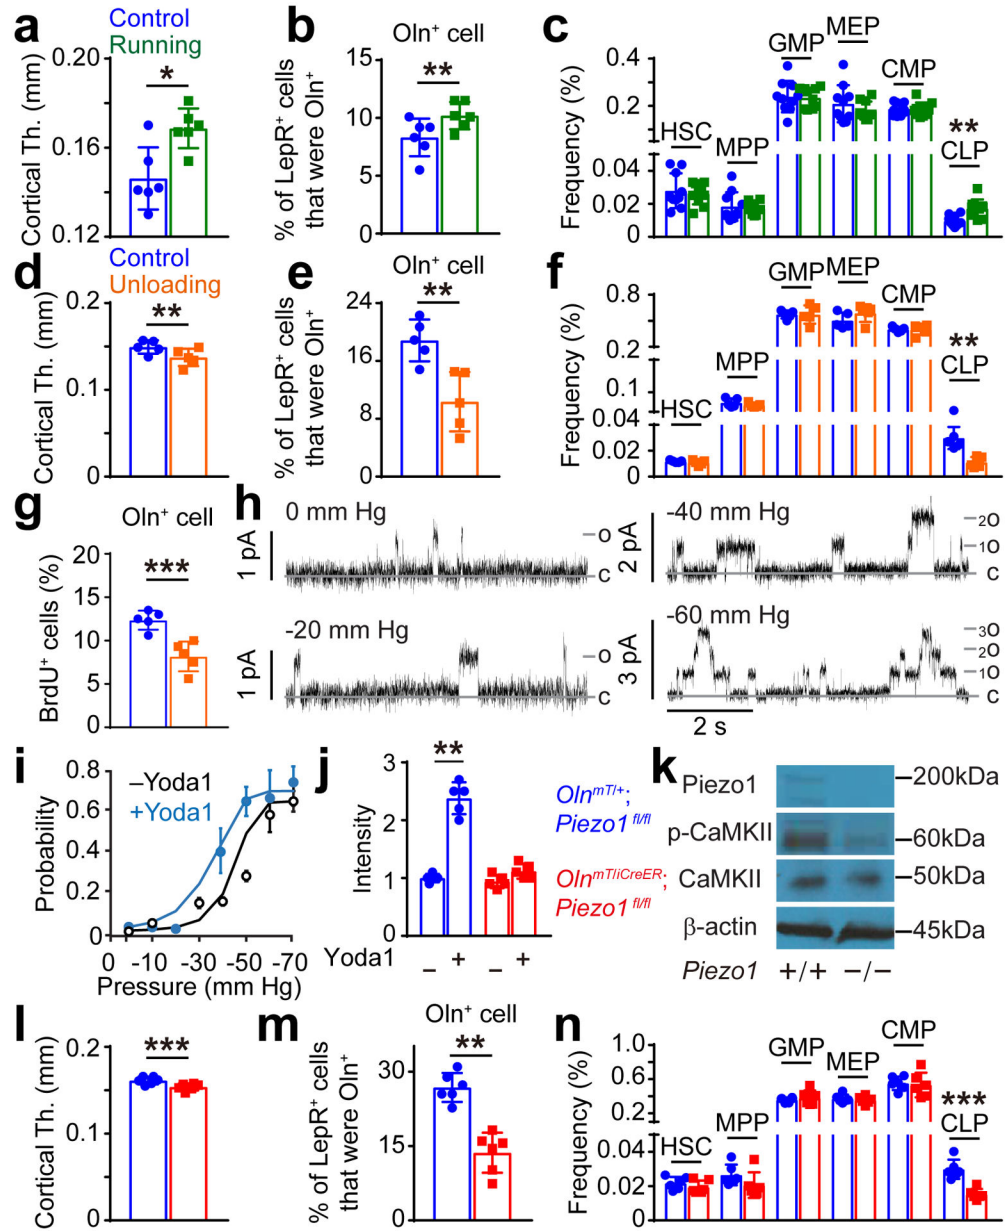 a
Control
Running
Cortical Th. (mm)
0.20
0.16
0.12
*
b
Oln⁺ cell
% of LepR⁺ cells
that were Oln⁺
15
10
5
0
**
c
Frequency (%)
0.4
0.2
0.04
0.02
0
HSC
MPP
GMP
MEP
CMP
**
CLP
d
Control
Unloading
Cortical Th. (mm)
0.2
0.1
0
**
e
Oln⁺ cell
% of LepR⁺ cells
that were Oln⁺
24
16
8
0
**
f
Frequency (%)
0.8
0.5
0.2
0.1
0.04
0.02
0
HSC
MPP
GMP
MEP
CMP
**
CLP
g
Oln⁺ cell
BrdU⁺ cells (%)
20
15
10
5
0
***
h
0 mm Hg
1 pA
O
C
-40 mm Hg
2 pA
2O
1O
C
-20 mm Hg
1 pA
O
C
-60 mm Hg
3 pA
3O
2O
1O
C
2 s
i
–Yoda1
+Yoda1
Probability
0.8
0.6
0.4
0.2
0
0 -10 -30 -50 -70
Pressure (mm Hg)
j
Intensity
3
2
1
0
**
Yoda1 – + – +
Oln^mT/+;
Piezo1^fl/fl
Oln^mT/iCreER;
Piezo1^fl/fl
k
Piezo1 –200kDa
p-CaMKII –60kDa
CaMKII –50kDa
β-actin –45kDa
Piezo1 +/+ –/–
l
Cortical Th. (mm)
0.2
0.1
0
***
m
Oln⁺ cell
% of LepR⁺ cells
that were Oln⁺
30
15
0
**
n
Frequency (%)
1.0
0.6
0.2
0.04
0.02
0
HSC
MPP
GMP
MEP
CMP
***
CLP